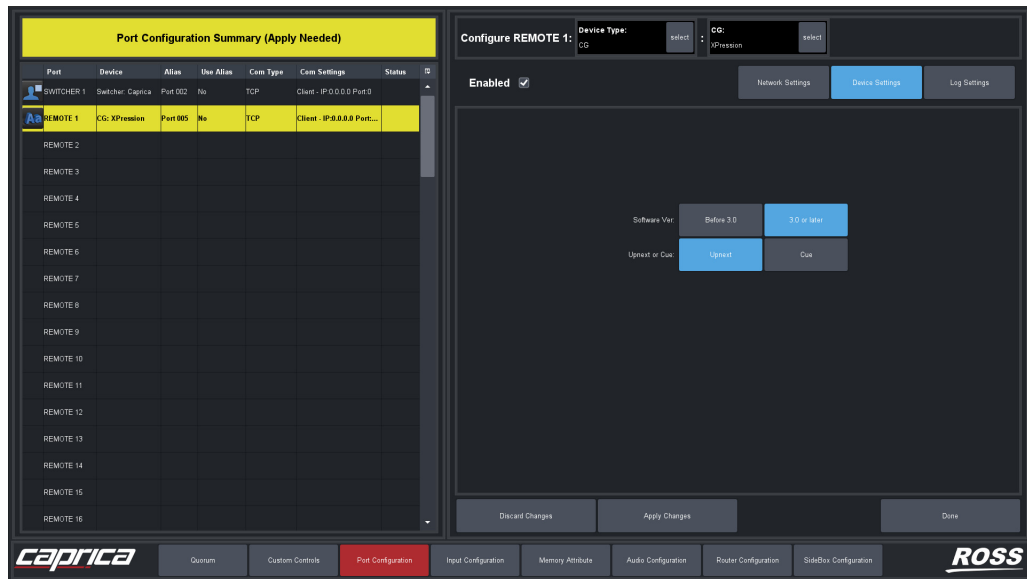 Port Configuration Summary (Apply Needed)
Port Device Alias Use Alias Com Type Com Settings Status
SWITCHER 1 Switcher: Caprica Port 002 No TCP Client - IP:0.0.0.0 Port:0
Aa REMOTE 1 CG: XPression Port 005 No TCP Client - IP:0.0.0.0 Port:...
REMOTE 2
REMOTE 3
REMOTE 4
REMOTE 5
REMOTE 6
REMOTE 7
REMOTE 8
REMOTE 9
REMOTE 10
REMOTE 11
REMOTE 12
REMOTE 13
REMOTE 14
REMOTE 15
REMOTE 16
Configure REMOTE 1: Device Type: CG select : CG: XPression select
Enabled Network Settings Device Settings Log Settings
Software Ver: Before 3.0 3.0 or later
Upnext or Cue: Upnext Cue
Discard Changes Apply Changes Done
caprica Quorum Custom Controls Port Configuration Input Configuration Memory Attribute Audio Configuration Router Configuration SideBox Configuration ROSS